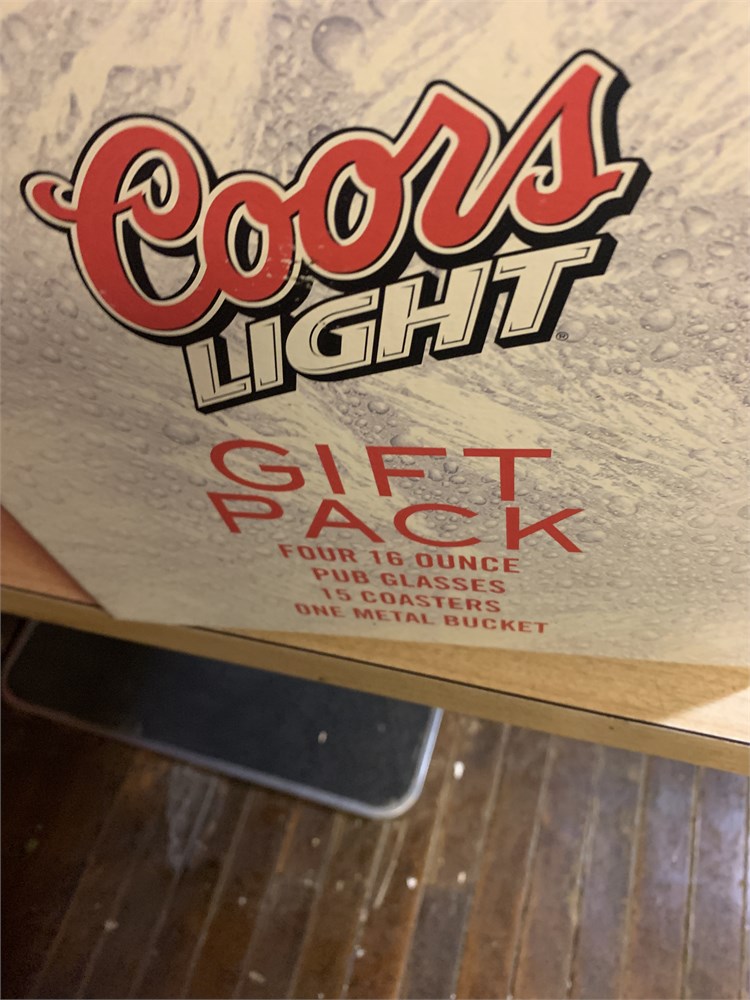 Coors
LIGHT®
GIFT
PACK
FOUR 16 OUNCE
PUB GLASSES
15 COASTERS
ONE METAL BUCKET